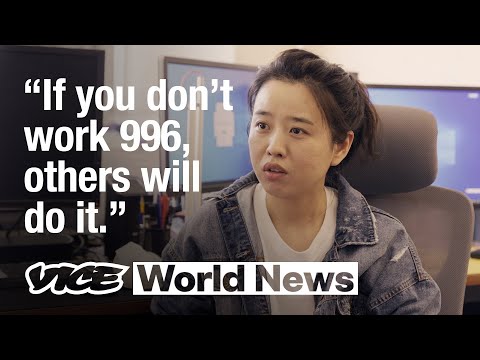 “If you don’t
work 996,
others will
do it.”
VICE World News